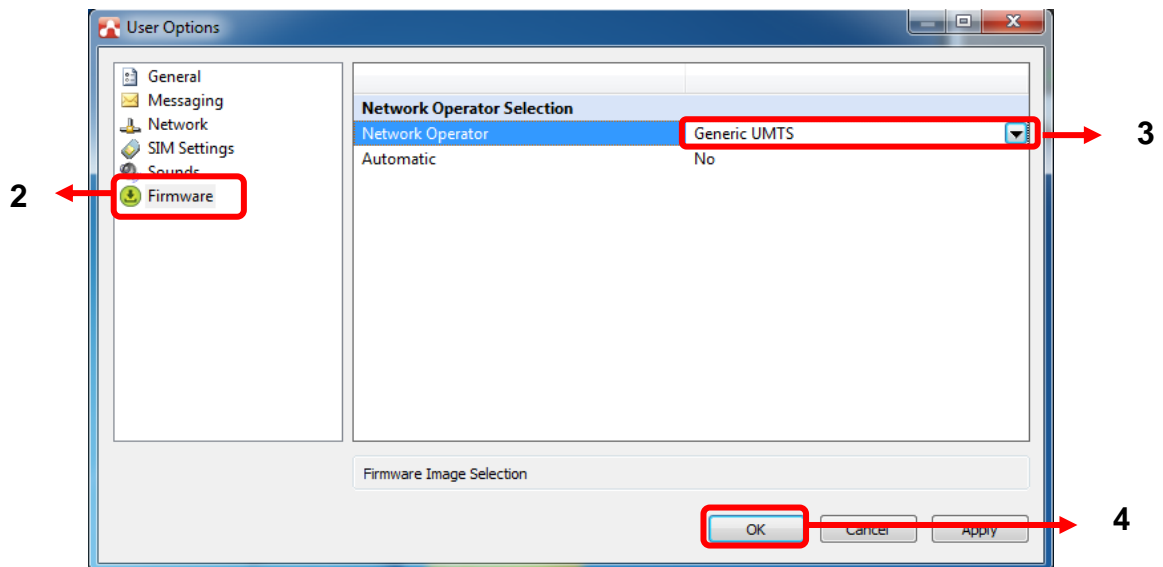 User Options
General
Messaging
Network
SIM Settings
Sounds
Firmware
Network Operator Selection
Network Operator Generic UMTS
Automatic No
Firmware Image Selection
OK Cancel Apply
2
3
4